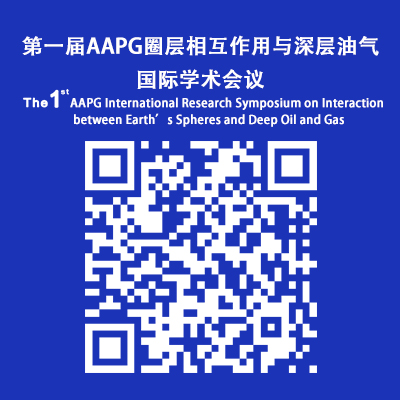 第一届AAPG圈层相互作用与深层油气
国际学术会议
The 1st AAPG International Research Symposium on Interaction
between Earth's Spheres and Deep Oil and Gas